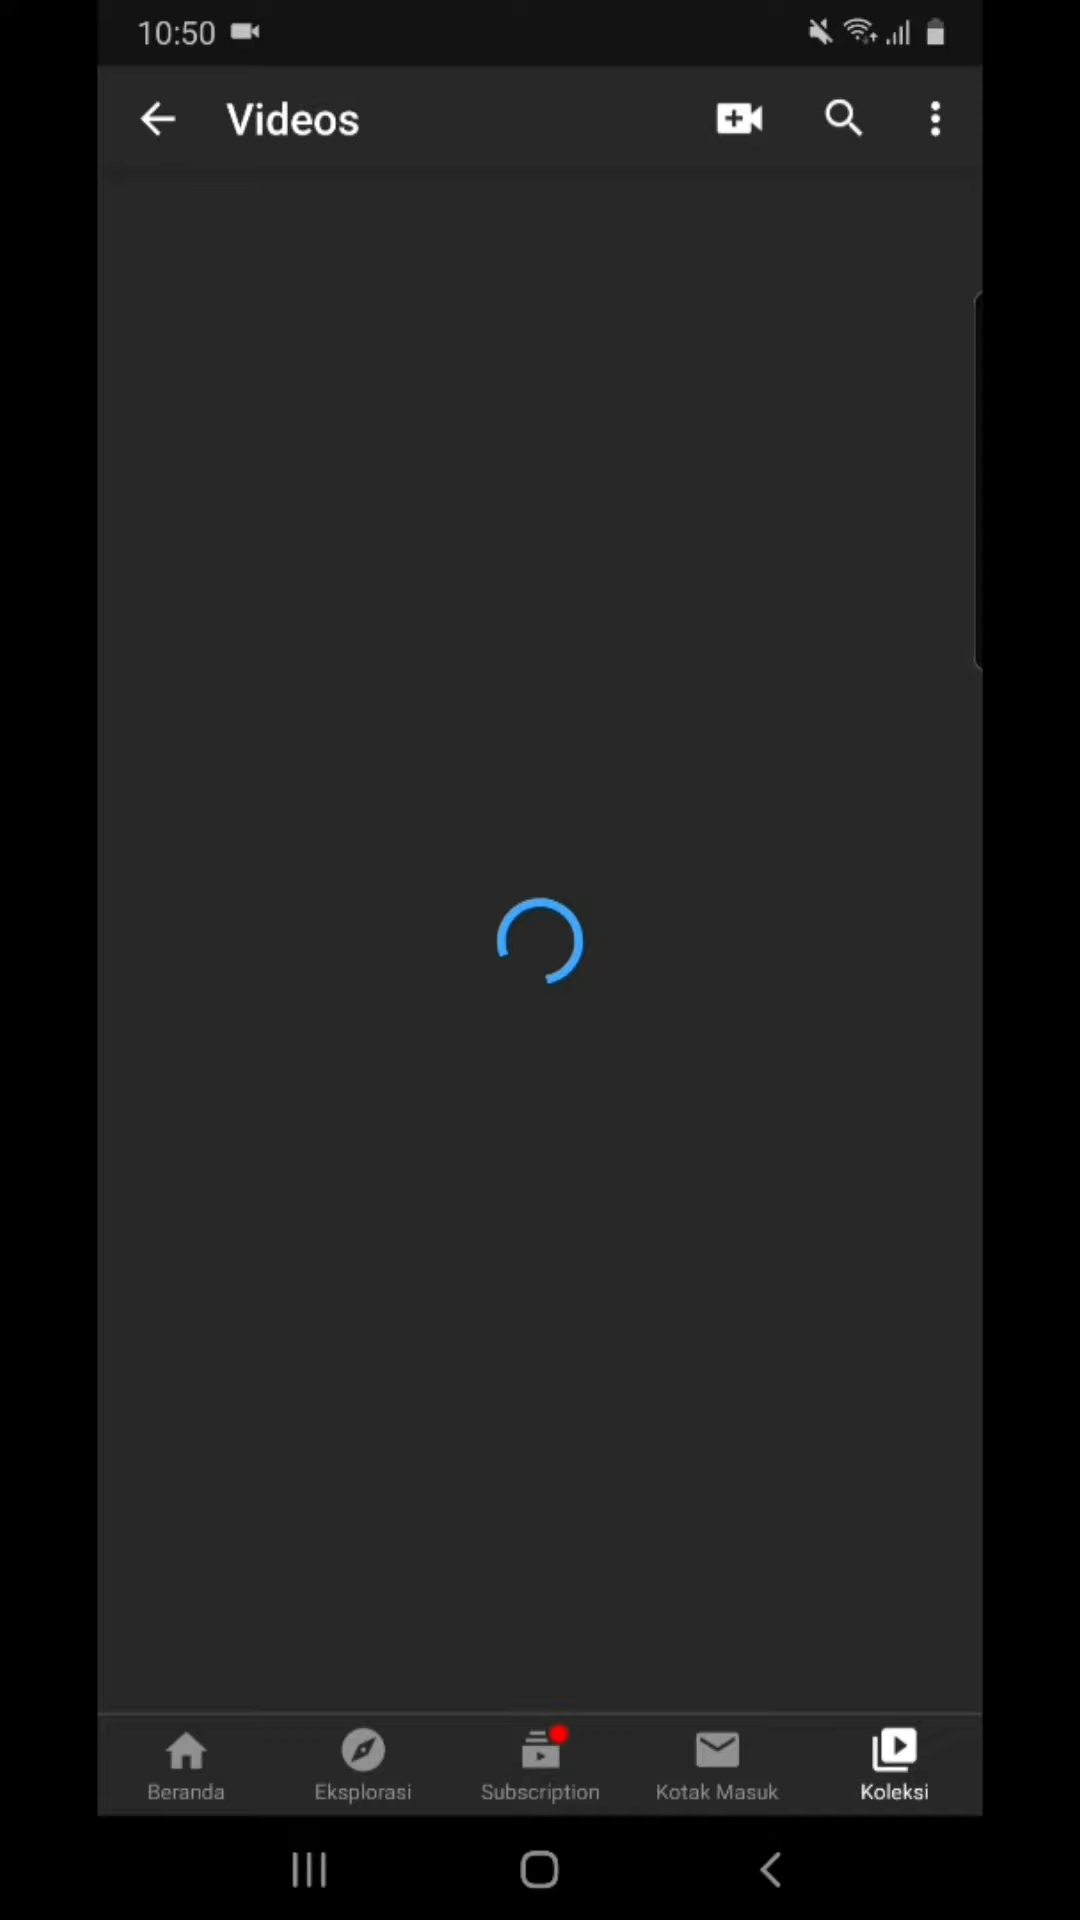 10:50
Videos
Beranda
Eksplorasi
Subscription
Kotak Masuk
Koleksi